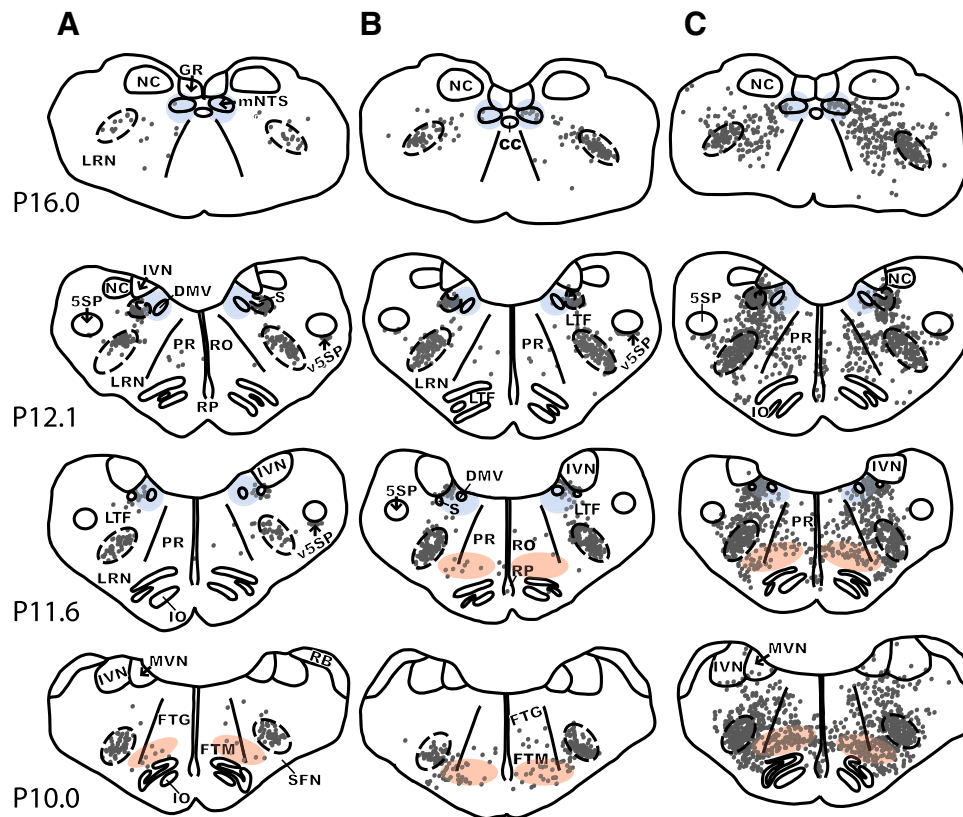 A B C
NC GR mNTS LRN
NC CC
P16.0
NC IVN DMV S 5SP PR RO LRN RP v5SP
LTF PR LRN LTF v5SP
NC 5SP PR IO
P12.1
IVN LTF PR LRN IO v5SP
DMV IVN 5SP S LTF PR RO RP
IVN PR
P11.6
IVN MVN RB FTG FTM SFN IO
FTG FTM
IVN MVN
P10.0